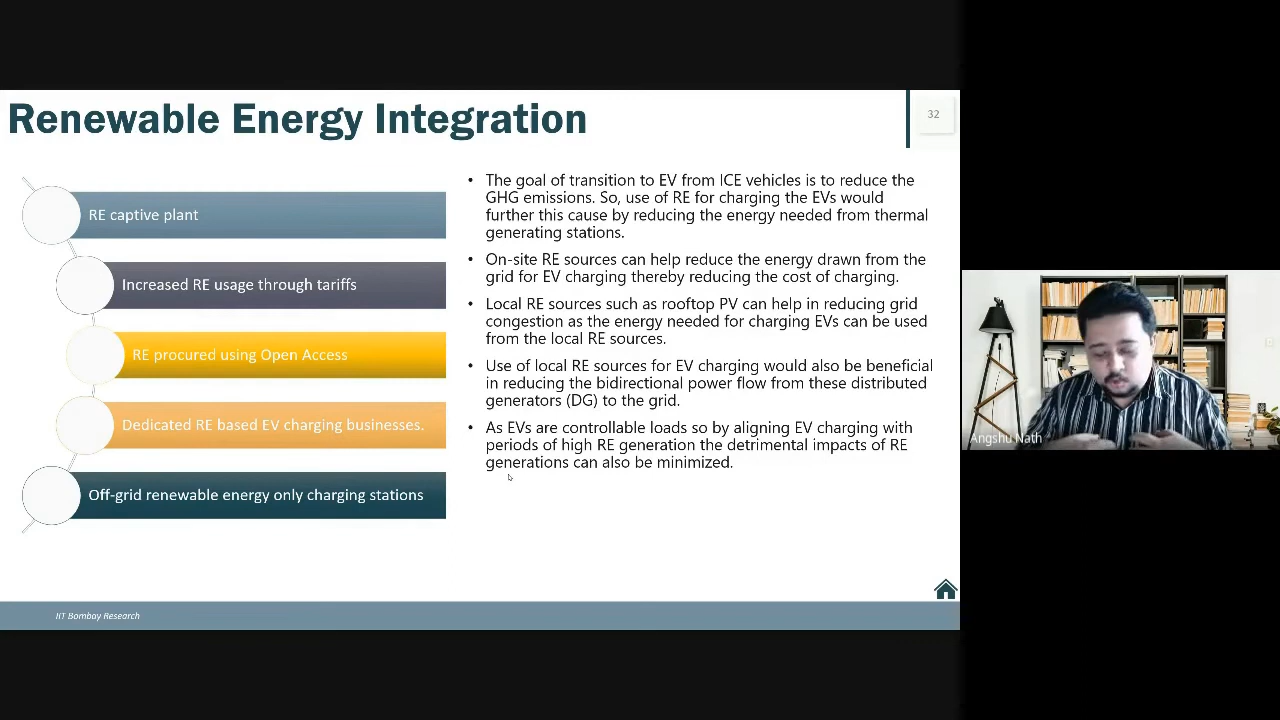 Renewable Energy Integration
32
RE captive plant
Increased RE usage through tariffs
RE procured using Open Access
Dedicated RE based EV charging businesses.
Off-grid renewable energy only charging stations
• The goal of transition to EV from ICE vehicles is to reduce the
GHG emissions. So, use of RE for charging the EVs would
further this cause by reducing the energy needed from thermal
generating stations.
• On-site RE sources can help reduce the energy drawn from the
grid for EV charging thereby reducing the cost of charging.
• Local RE sources such as rooftop PV can help in reducing grid
congestion as the energy needed for charging EVs can be used
from the local RE sources.
• Use of local RE sources for EV charging would also be beneficial
in reducing the bidirectional power flow from these distributed
generators (DG) to the grid.
• As EVs are controllable loads so by aligning EV charging with
periods of high RE generation the detrimental impacts of RE
generations can also be minimized.
Angshu Nath
IIT Bombay Research